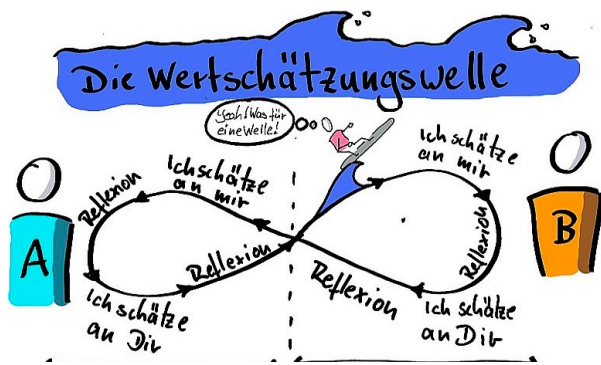 Die Wertschätzungswelle
Yeah! Was für
eine Welle!
Ich schätze
an mir
Reflexion
A
Ich schätze
an Dir
Reflexion
Ich schätze
an mir
Reflexion
B
Ich schätze
an Dir
Reflexion